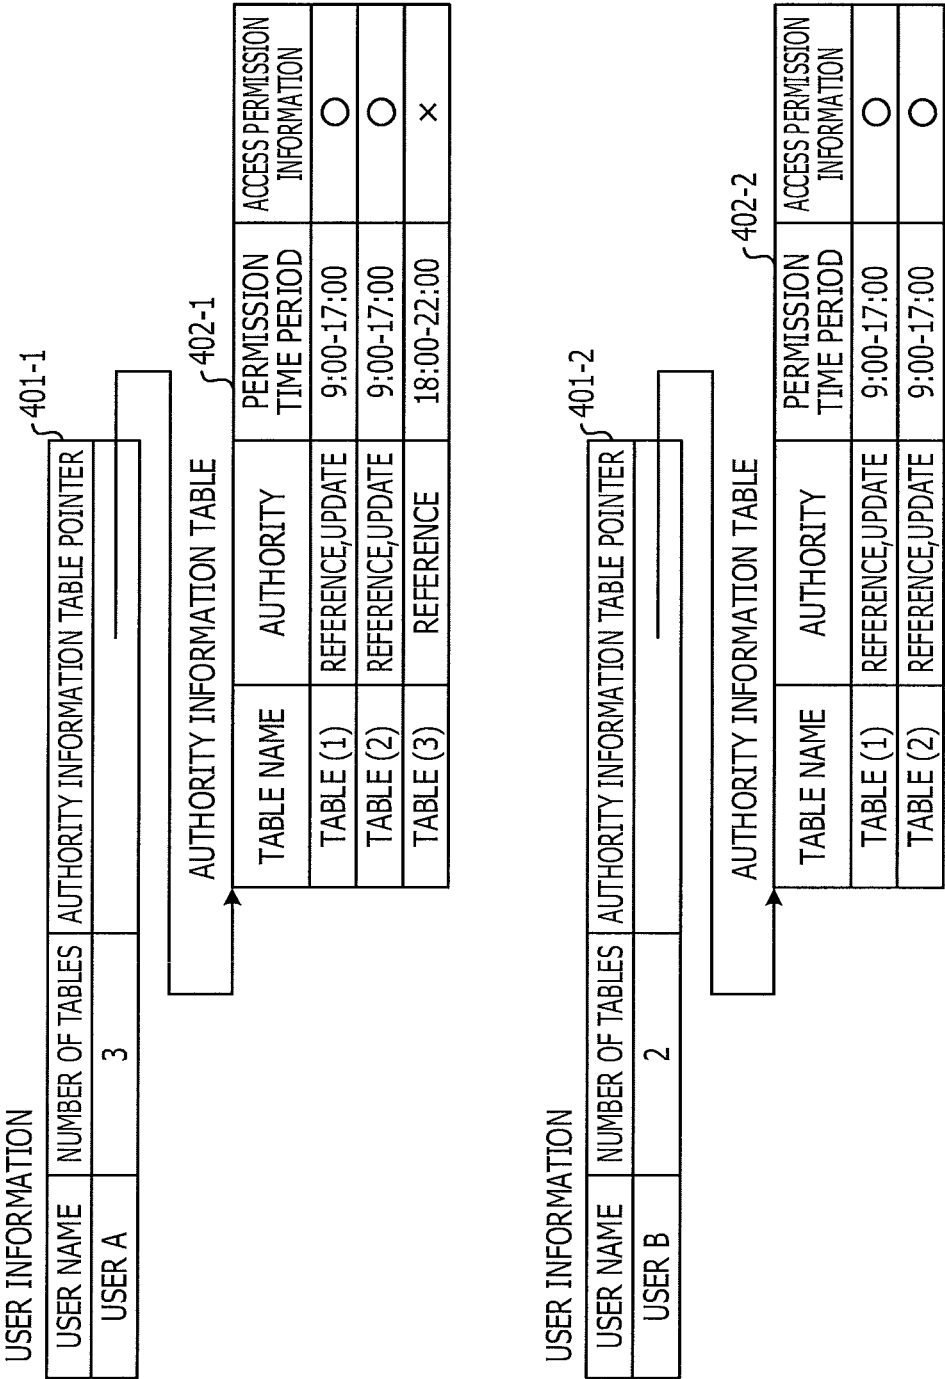 USER INFORMATION
401-1
USER NAME NUMBER OF TABLES AUTHORITY INFORMATION TABLE POINTER
USER A 3
AUTHORITY INFORMATION TABLE
402-1
TABLE NAME AUTHORITY PERMISSION TIME PERIOD ACCESS PERMISSION INFORMATION
TABLE (1) REFERENCE,UPDATE 9:00-17:00 ○
TABLE (2) REFERENCE,UPDATE 9:00-17:00 ○
TABLE (3) REFERENCE 18:00-22:00 ×
USER INFORMATION
401-2
USER NAME NUMBER OF TABLES AUTHORITY INFORMATION TABLE POINTER
USER B 2
AUTHORITY INFORMATION TABLE
402-2
TABLE NAME AUTHORITY PERMISSION TIME PERIOD ACCESS PERMISSION INFORMATION
TABLE (1) REFERENCE,UPDATE 9:00-17:00 ○
TABLE (2) REFERENCE,UPDATE 9:00-17:00 ○